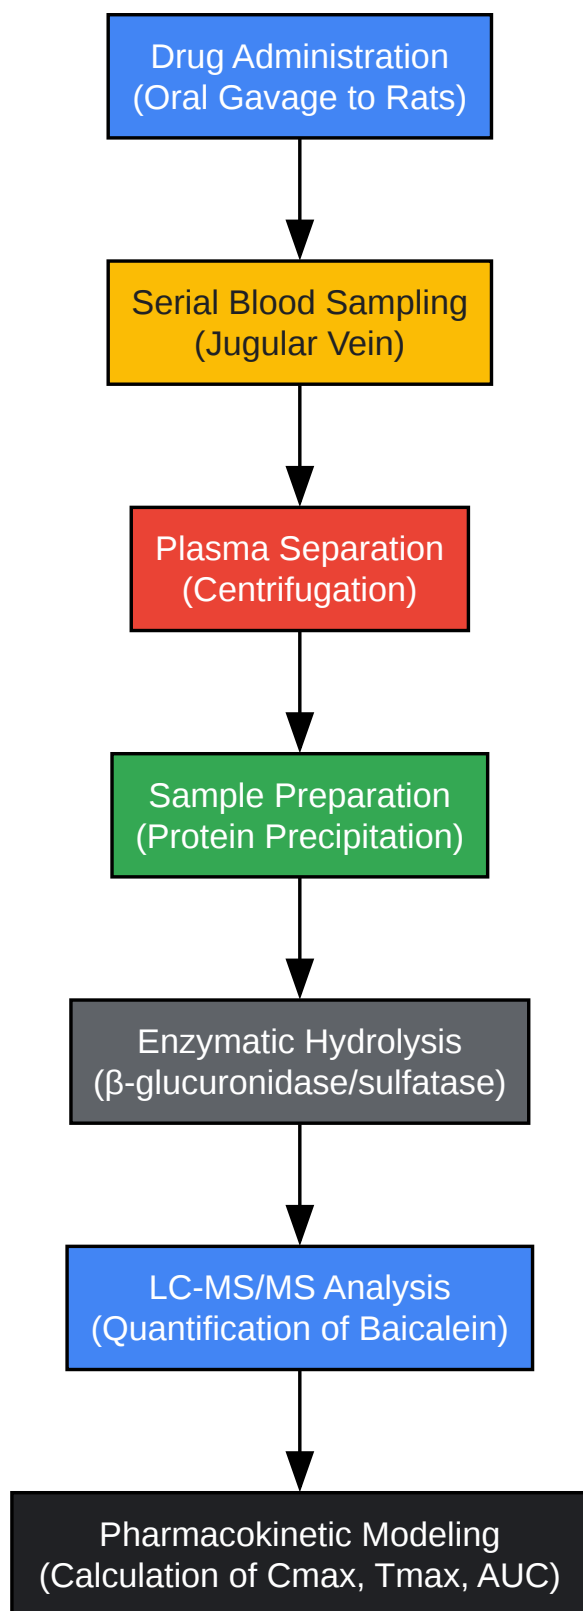 Drug Administration
(Oral Gavage to Rats)
Serial Blood Sampling
(Jugular Vein)
Plasma Separation
(Centrifugation)
Sample Preparation
(Protein Precipitation)
Enzymatic Hydrolysis
(β-glucuronidase/sulfatase)
LC-MS/MS Analysis
(Quantification of Baicalein)
Pharmacokinetic Modeling
(Calculation of Cmax, Tmax, AUC)